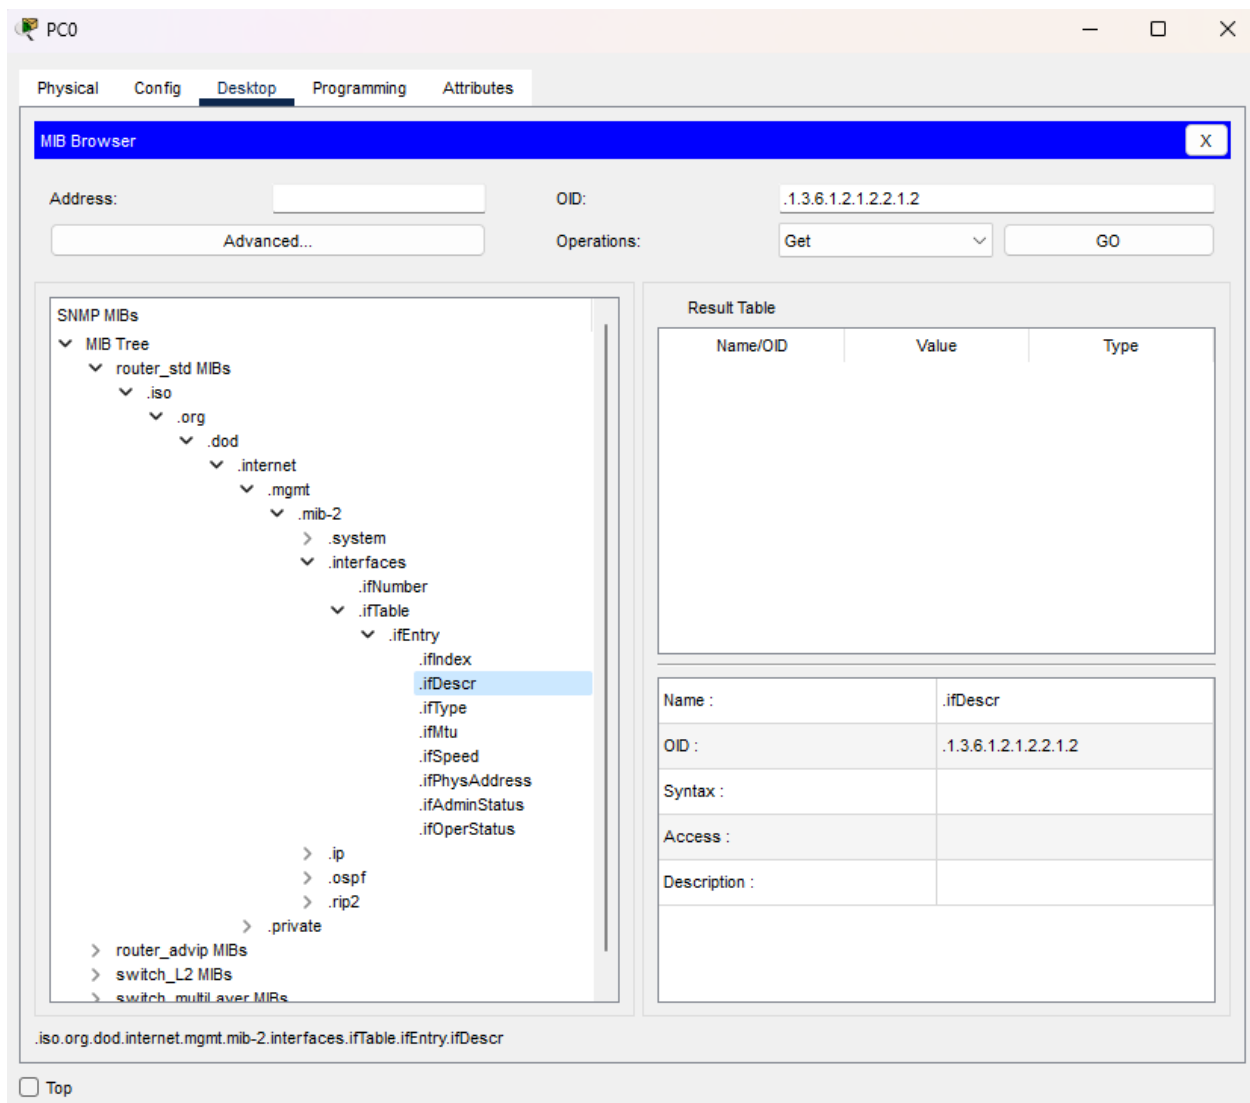 PC0
Physical Config Desktop Programming Attributes
MIB Browser X
Address: OID: .1.3.6.1.2.1.2.2.1.2
Advanced... Operations: Get GO
SNMP MIBs
MIB Tree
router_std MIBs
.iso
.org
.dod
.internet
.mgmt
.mib-2
.system
.interfaces
.ifNumber
.ifTable
.ifEntry
.ifIndex
.ifDescr
.ifType
.ifMtu
.ifSpeed
.ifPhysAddress
.ifAdminStatus
.ifOperStatus
.ip
.ospf
.rip2
.private
router_advip MIBs
switch_L2 MIBs
switch_multiLayer MIBs
Result Table
Name/OID Value Type
Name : .ifDescr
OID : .1.3.6.1.2.1.2.2.1.2
Syntax :
Access :
Description :
.iso.org.dod.internet.mgmt.mib-2.interfaces.ifTable.ifEntry.ifDescr
Top